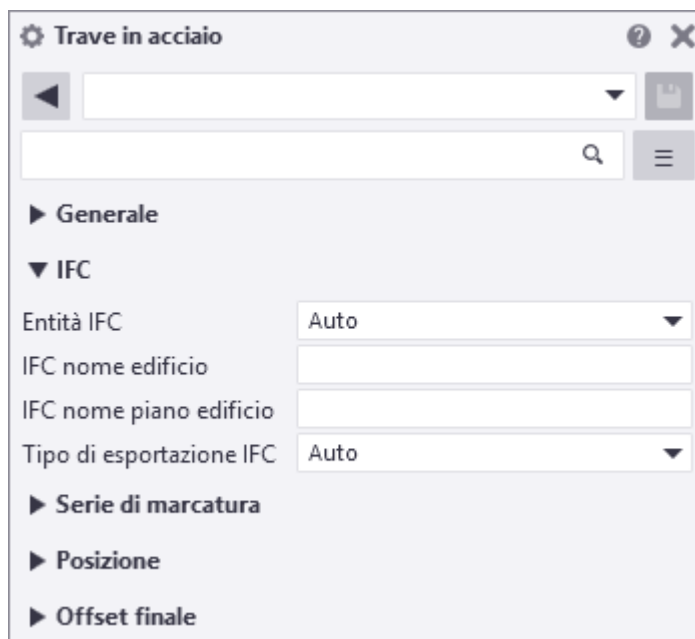 Trave in acciaio
Generale
IFC
Entità IFC Auto
IFC nome edificio
IFC nome piano edificio
Tipo di esportazione IFC Auto
Serie di marcatura
Posizione
Offset finale